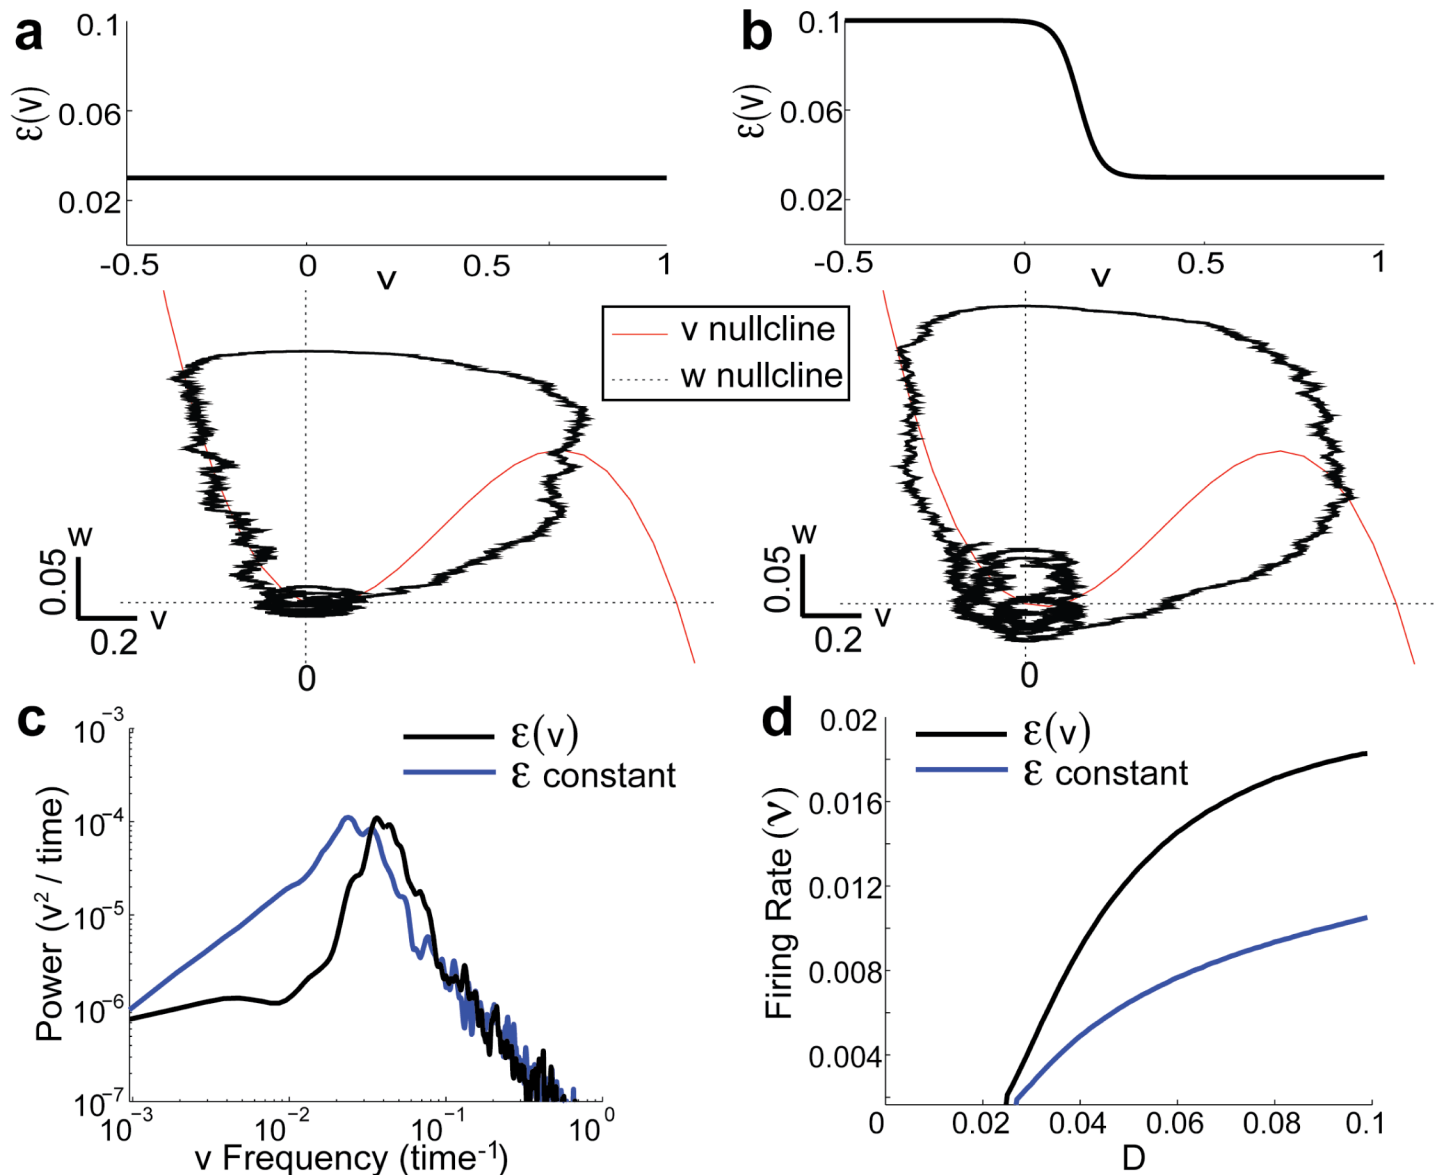 a
0.1
0.06
0.02
ε(v)
-0.5
0
0.5
1
v
b
0.1
0.06
0.02
ε(v)
-0.5
0
0.5
1
v
v nullcline
w nullcline
w
0.05
v
0.2
0
w
0.05
v
0.2
0
c
ε(v)
ε constant
10⁻³
10⁻⁴
10⁻⁵
10⁻⁶
10⁻⁷
Power (v² / time)
10⁻³
10⁻²
10⁻¹
10⁰
v Frequency (time⁻¹)
d
ε(v)
ε constant
0.02
0.016
0.012
0.008
0.004
Firing Rate (ν)
0
0.02
0.04
0.06
0.08
0.1
D